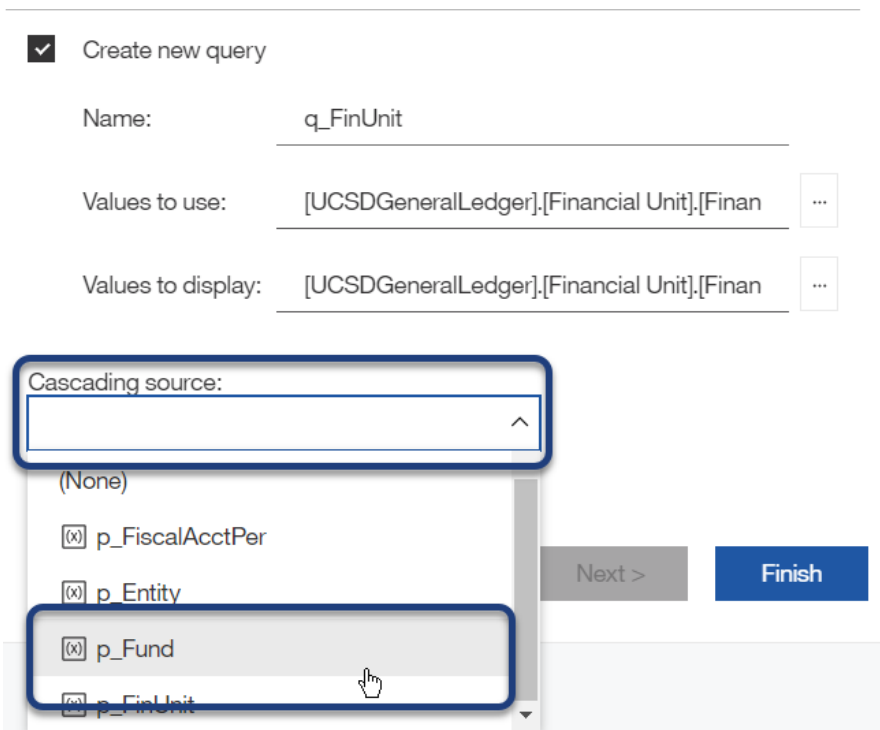 Create new query
Name: q_FinUnit
Values to use: [UCSDGeneralLedger].[Financial Unit].[Finan ...
Values to display: [UCSDGeneralLedger].[Financial Unit].[Finan ...
Cascading source:
(None)
(x) p_FiscalAcctPer
(x) p_Entity
Next > Finish
(x) p_Fund
(x) p_FinUnit